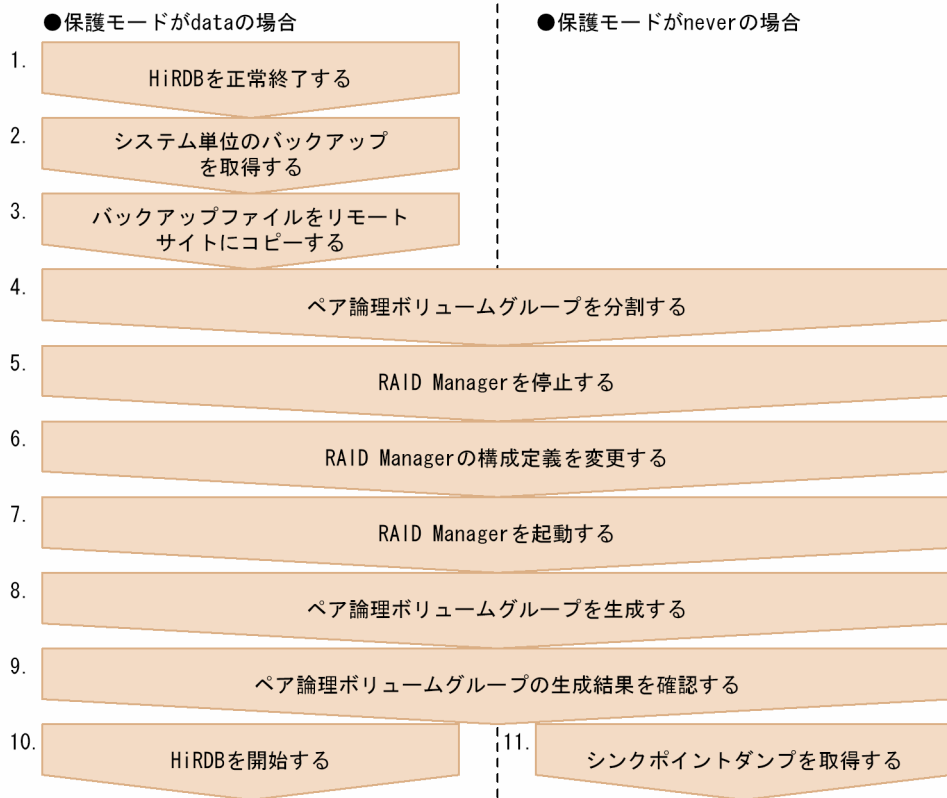 ●保護モードがdataの場合
●保護モードがneverの場合
1.
HiRDBを正常終了する
2.
システム単位のバックアップ
を取得する
3.
バックアップファイルをリモート
サイトにコピーする
4.
ペア論理ボリュームグループを分割する
5.
RAID Managerを停止する
6.
RAID Managerの構成定義を変更する
7.
RAID Managerを起動する
8.
ペア論理ボリュームグループを生成する
9.
ペア論理ボリュームグループの生成結果を確認する
10.
HiRDBを開始する
11.
シンクポイントダンプを取得する